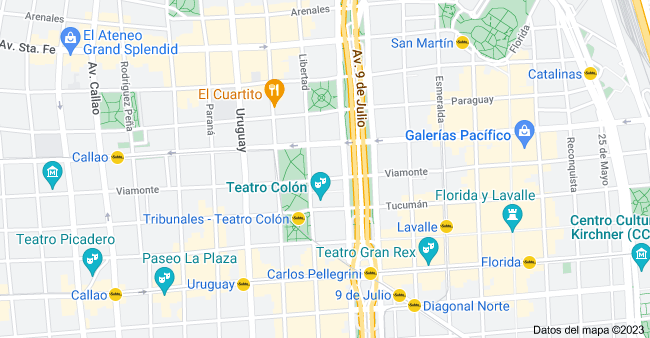 Arenales
Arenales
El Ateneo
Grand Splendid
Av. Sta. Fe
Av. Callao
Rodríguez Peña
Paraná
Uruguay
Libertad
El Cuartito
Av. 9 de Julio
San Martín
Florida
Catalinas
Esmeralda
Paraguay
Galerías Pacífico
Reconquista
25 de Mayo
Callao
Viamonte
Viamonte
Teatro Colón
Tucumán
Florida y Lavalle
Tribunales - Teatro Colón
Lavalle
Centro Cultu
Kirchner (CC
Teatro Picadero
Paseo La Plaza
Teatro Gran Rex
Florida
Carlos Pellegrini
Callao
Uruguay
9 de Julio
Diagonal Norte
Datos del mapa ©2023